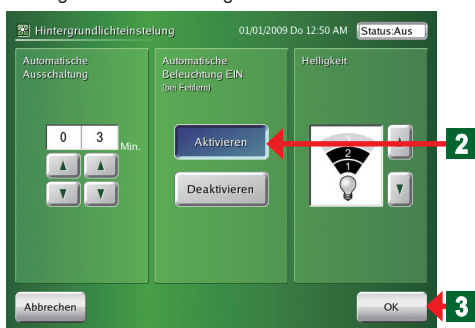 Hintergrundlichteinstelung
01/01/2009 Do 12:50 AM
Status:Aus
Automatische
Ausschaltung
0 3 Min.
Automatische
Beleuchtung EIN
(bei Fehlern)
Aktivieren
Deaktivieren
Helligkeit
3
2
1
2
Abbrechen
OK
3